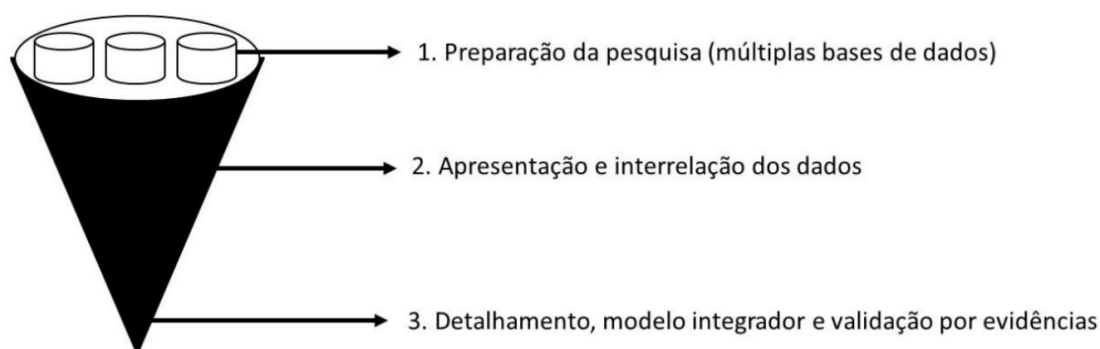 1. Preparação da pesquisa (múltiplas bases de dados)
2. Apresentação e interrelação dos dados
3. Detalhamento, modelo integrador e validação por evidências